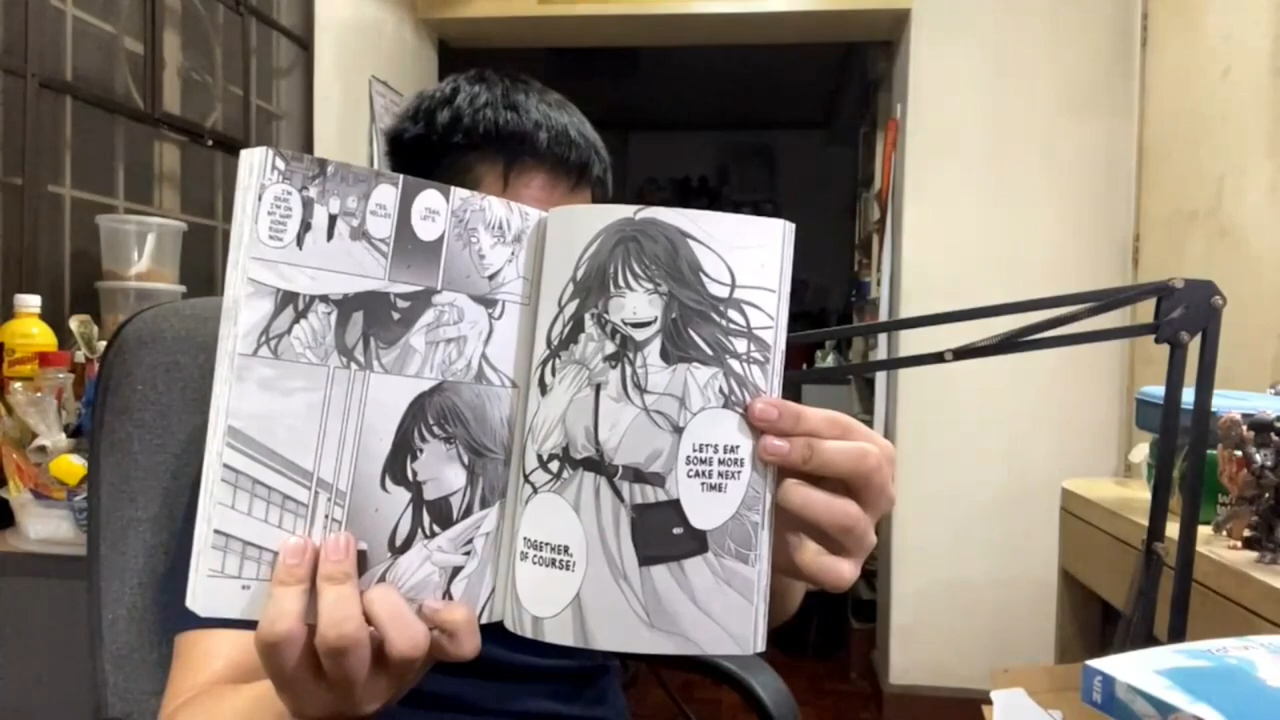 LET'S EAT
SOME MORE
CAKE NEXT
TIME!
TOGETHER,
OF COURSE!
YEAH,
LET'S.
YES,
HELLO?
I'M
OKAY.
I'M ON
MY WAY
HOME
RIGHT
NOW.
VIZ